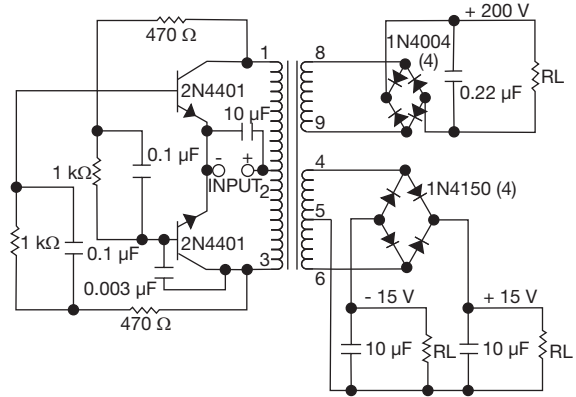 + 200 V
470 Ω
1
8
1N4004
(4)
2N4401
10 µF
0.22 µF
RL
9
0.1 µF
- +
INPUT
1 kΩ
2
4
1N4150 (4)
5
2N4401
1 kΩ
0.1 µF
3
6
0.003 µF
470 Ω
- 15 V
+ 15 V
10 µF
RL
10 µF
RL